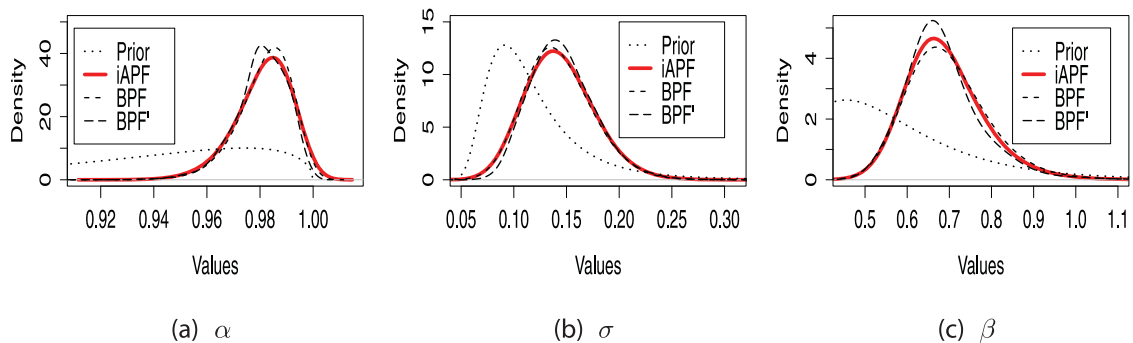 Density
0 20 40
Prior
iAPF
BPF
BPF'
0.92 0.94 0.96 0.98 1.00
Values
(a) α
Density
0 5 10 15
Prior
iAPF
BPF
BPF'
0.05 0.10 0.15 0.20 0.25 0.30
Values
(b) σ
Density
0 2 4
Prior
iAPF
BPF
BPF'
0.5 0.6 0.7 0.8 0.9 1.0 1.1
Values
(c) β